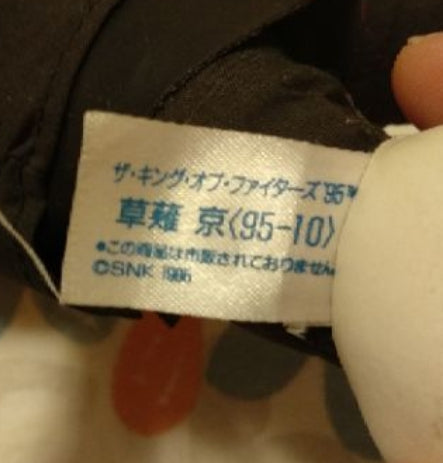 ザ・キング・オブ・ファイターズ'95
草薙 京〈95-10〉
●この商品は市販されておりません。
©SNK 1995